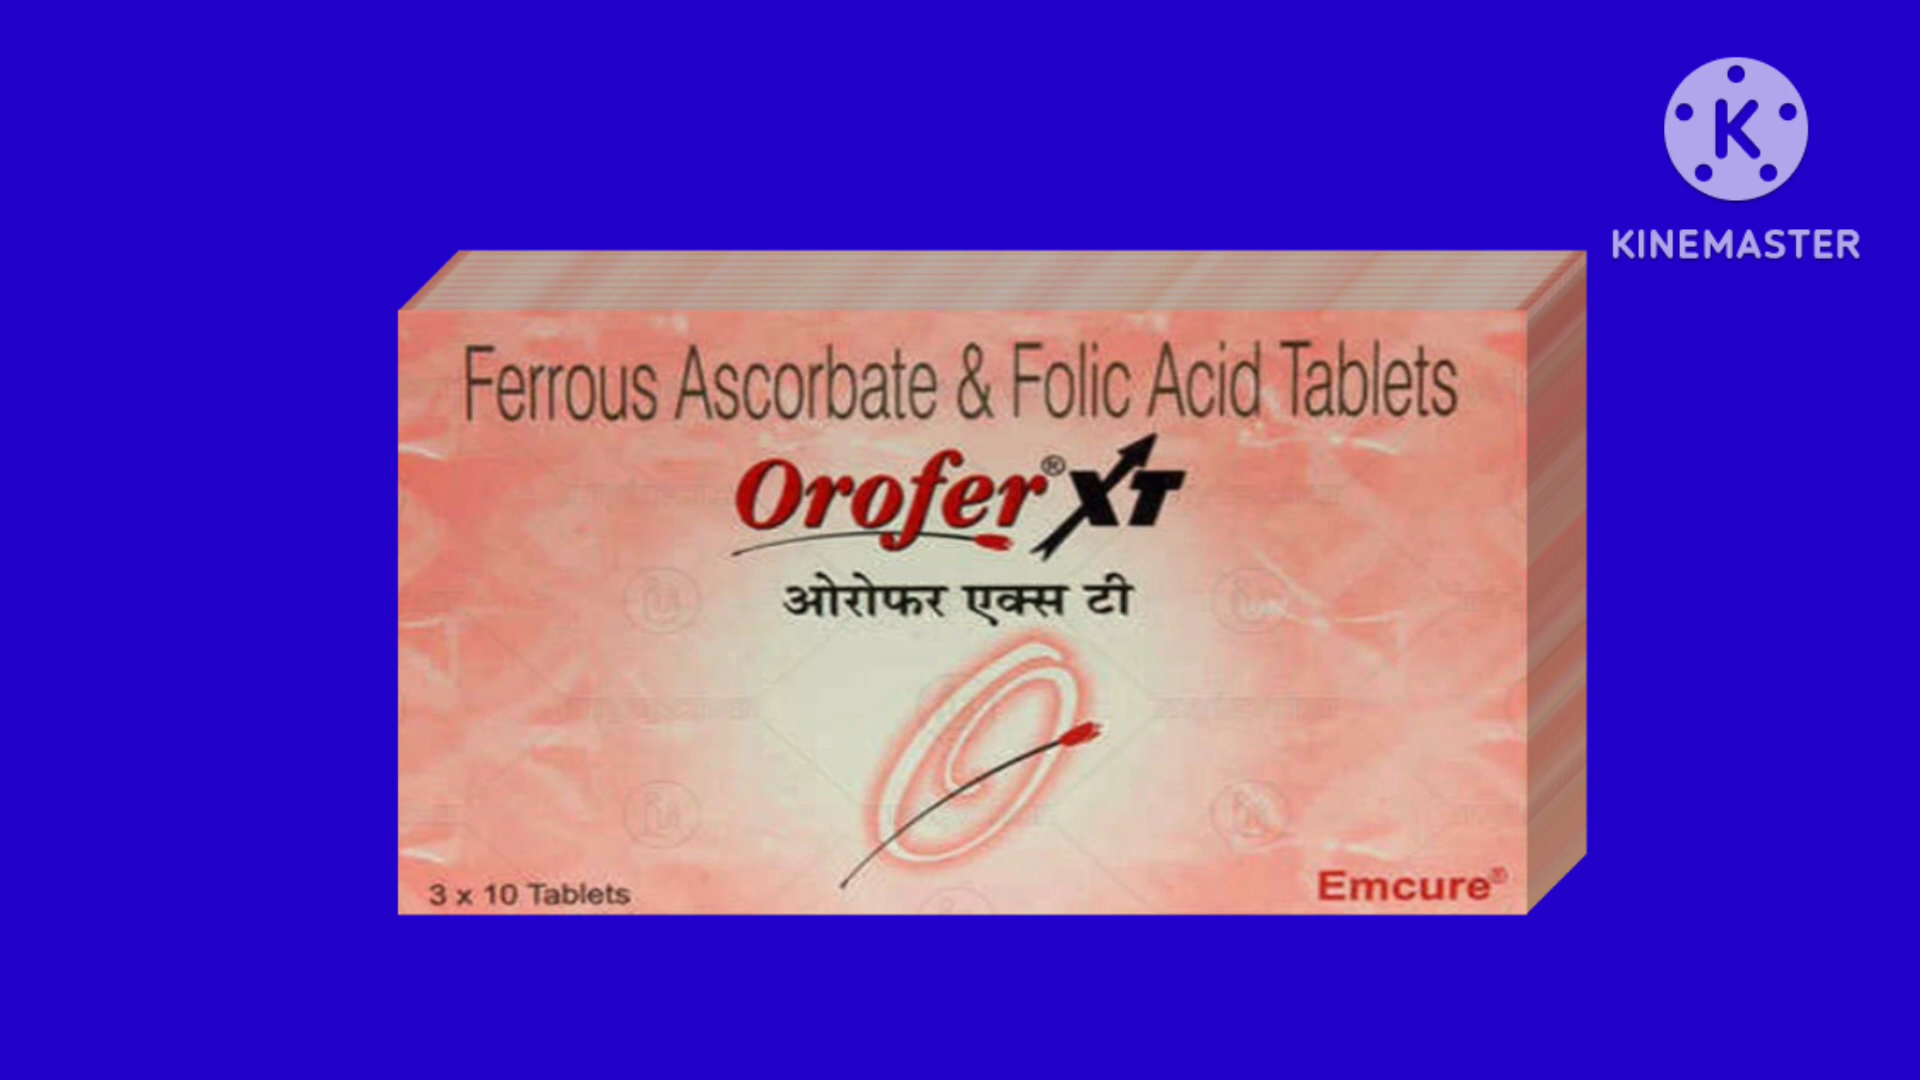 K
KINEMASTER
Ferrous Ascorbate & Folic Acid Tablets
Orofer® XT
ओरोफर एक्स टी
3 x 10 Tablets
Emcure®